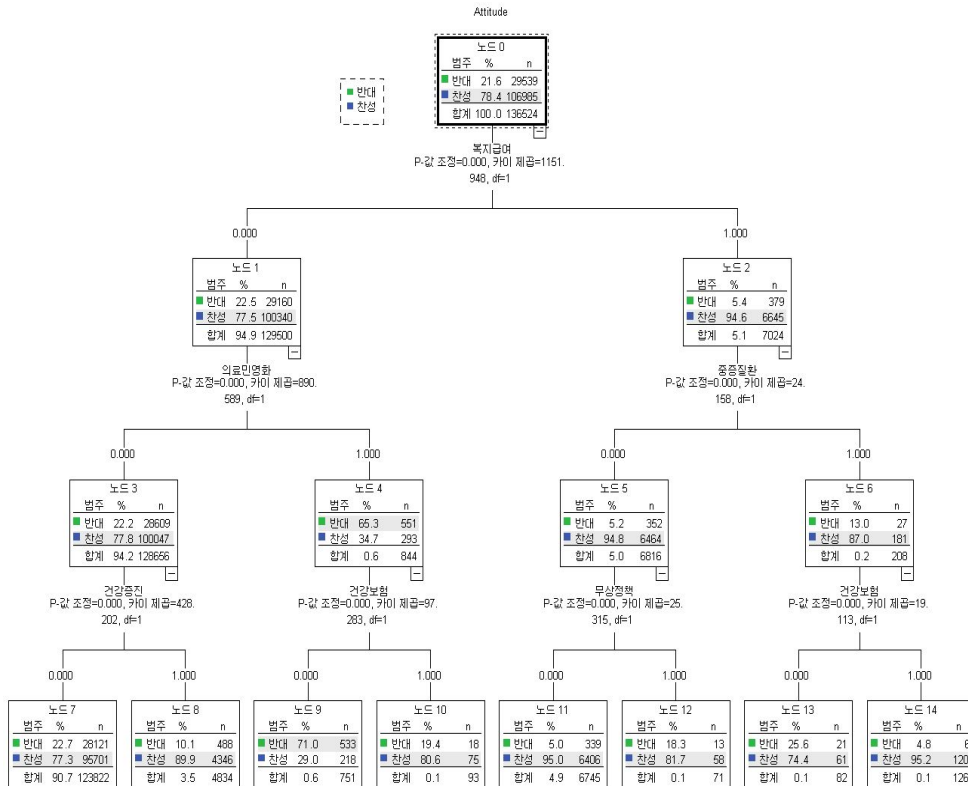 Attitude
노드 0
범주 % n
반대 21.6 29539
찬성 78.4 106985
합계 100.0 136524
반대
찬성
복지급여
P-값 조정=0.000, 카이 제곱=1151.
948, df=1
0.000 1.000
노드 1
범주 % n
반대 22.5 29160
찬성 77.5 100340
합계 94.9 129500
노드 2
범주 % n
반대 5.4 379
찬성 94.6 6645
합계 5.1 7024
의료민영화
P-값 조정=0.000, 카이 제곱=890.
589, df=1
중증질환
P-값 조정=0.000, 카이 제곱=24.
158, df=1
0.000 1.000 0.000 1.000
노드 3
범주 % n
반대 22.2 28609
찬성 77.8 100047
합계 94.2 128656
노드 4
범주 % n
반대 65.3 551
찬성 34.7 293
합계 0.6 844
노드 5
범주 % n
반대 5.2 352
찬성 94.8 6464
합계 5.0 6816
노드 6
범주 % n
반대 13.0 27
찬성 87.0 181
합계 0.2 208
건강증진
P-값 조정=0.000, 카이 제곱=428.
202, df=1
건강보험
P-값 조정=0.000, 카이 제곱=97.
283, df=1
무상정책
P-값 조정=0.000, 카이 제곱=25.
315, df=1
건강보험
P-값 조정=0.000, 카이 제곱=19.
113, df=1
0.000 1.000 0.000 1.000 0.000 1.000 0.000 1.000
노드 7
범주 % n
반대 22.7 28121
찬성 77.3 95701
합계 90.7 123822
노드 8
범주 % n
반대 10.1 488
찬성 89.9 4346
합계 3.5 4834
노드 9
범주 % n
반대 71.0 533
찬성 29.0 218
합계 0.6 751
노드 10
범주 % n
반대 19.4 18
찬성 80.6 75
합계 0.1 93
노드 11
범주 % n
반대 5.0 339
찬성 95.0 6406
합계 4.9 6745
노드 12
범주 % n
반대 18.3 13
찬성 81.7 58
합계 0.1 71
노드 13
범주 % n
반대 25.6 21
찬성 74.4 61
합계 0.1 82
노드 14
범주 % n
반대 4.8 6
찬성 95.2 120
합계 0.1 126